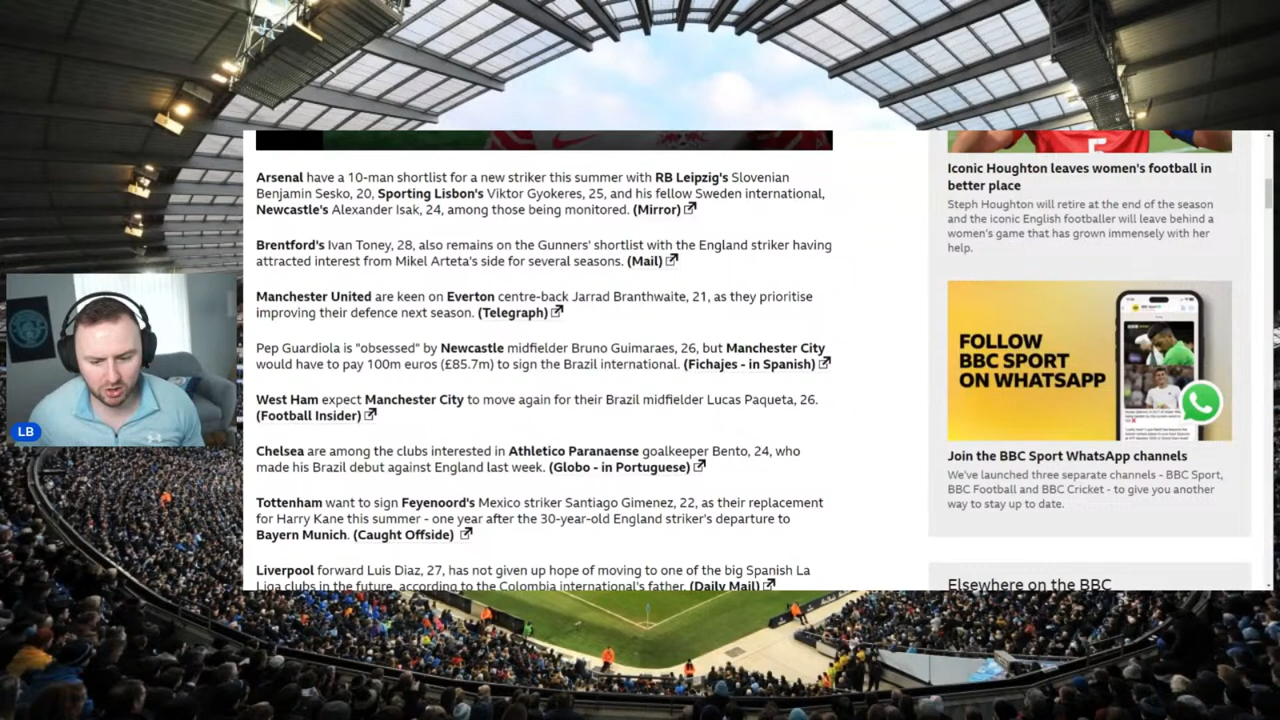 Arsenal have a 10-man shortlist for a new striker this summer with RB Leipzig's Slovenian
Benjamin Sesko, 20, Sporting Lisbon's Viktor Gyokeres, 25, and his fellow Sweden international,
Newcastle's Alexander Isak, 24, among those being monitored. (Mirror)
Brentford's Ivan Toney, 28, also remains on the Gunners' shortlist with the England striker having
attracted interest from Mikel Arteta's side for several seasons. (Mail)
Manchester United are keen on Everton centre-back Jarrad Branthwaite, 21, as they prioritise
improving their defence next season. (Telegraph)
Pep Guardiola is "obsessed" by Newcastle midfielder Bruno Guimaraes, 26, but Manchester City
would have to pay 100m euros (£85.7m) to sign the Brazil international. (Fichajes - in Spanish)
West Ham expect Manchester City to move again for their Brazil midfielder Lucas Paqueta, 26.
(Football Insider)
Chelsea are among the clubs interested in Athletico Paranaense goalkeeper Bento, 24, who
made his Brazil debut against England last week. (Globo - in Portuguese)
Tottenham want to sign Feyenoord's Mexico striker Santiago Gimenez, 22, as their replacement
for Harry Kane this summer - one year after the 30-year-old England striker's departure to
Bayern Munich. (Caught Offside)
Liverpool forward Luis Diaz, 27, has not given up hope of moving to one of the big Spanish La
Liga clubs in the future, according to the Colombia international's father. (Daily Mail)
Iconic Houghton leaves women's football in
better place
Steph Houghton will retire at the end of the season
and the iconic English footballer will leave behind a
women's game that has grown immensely with her
help.
FOLLOW
BBC SPORT
ON WHATSAPP
Join the BBC Sport WhatsApp channels
We've launched three separate channels - BBC Sport,
BBC Football and BBC Cricket - to give you another
way to stay up to date.
Elsewhere on the BBC
LB